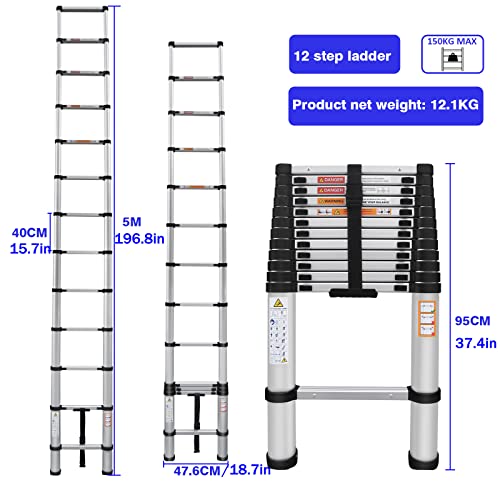 12 step ladder
150KG MAX
Product net weight: 12.1KG
DANGER
DANGER
WARNING
40CM
15.7in
5M
196.8in
95CM
37.4in
47.6CM/18.7in